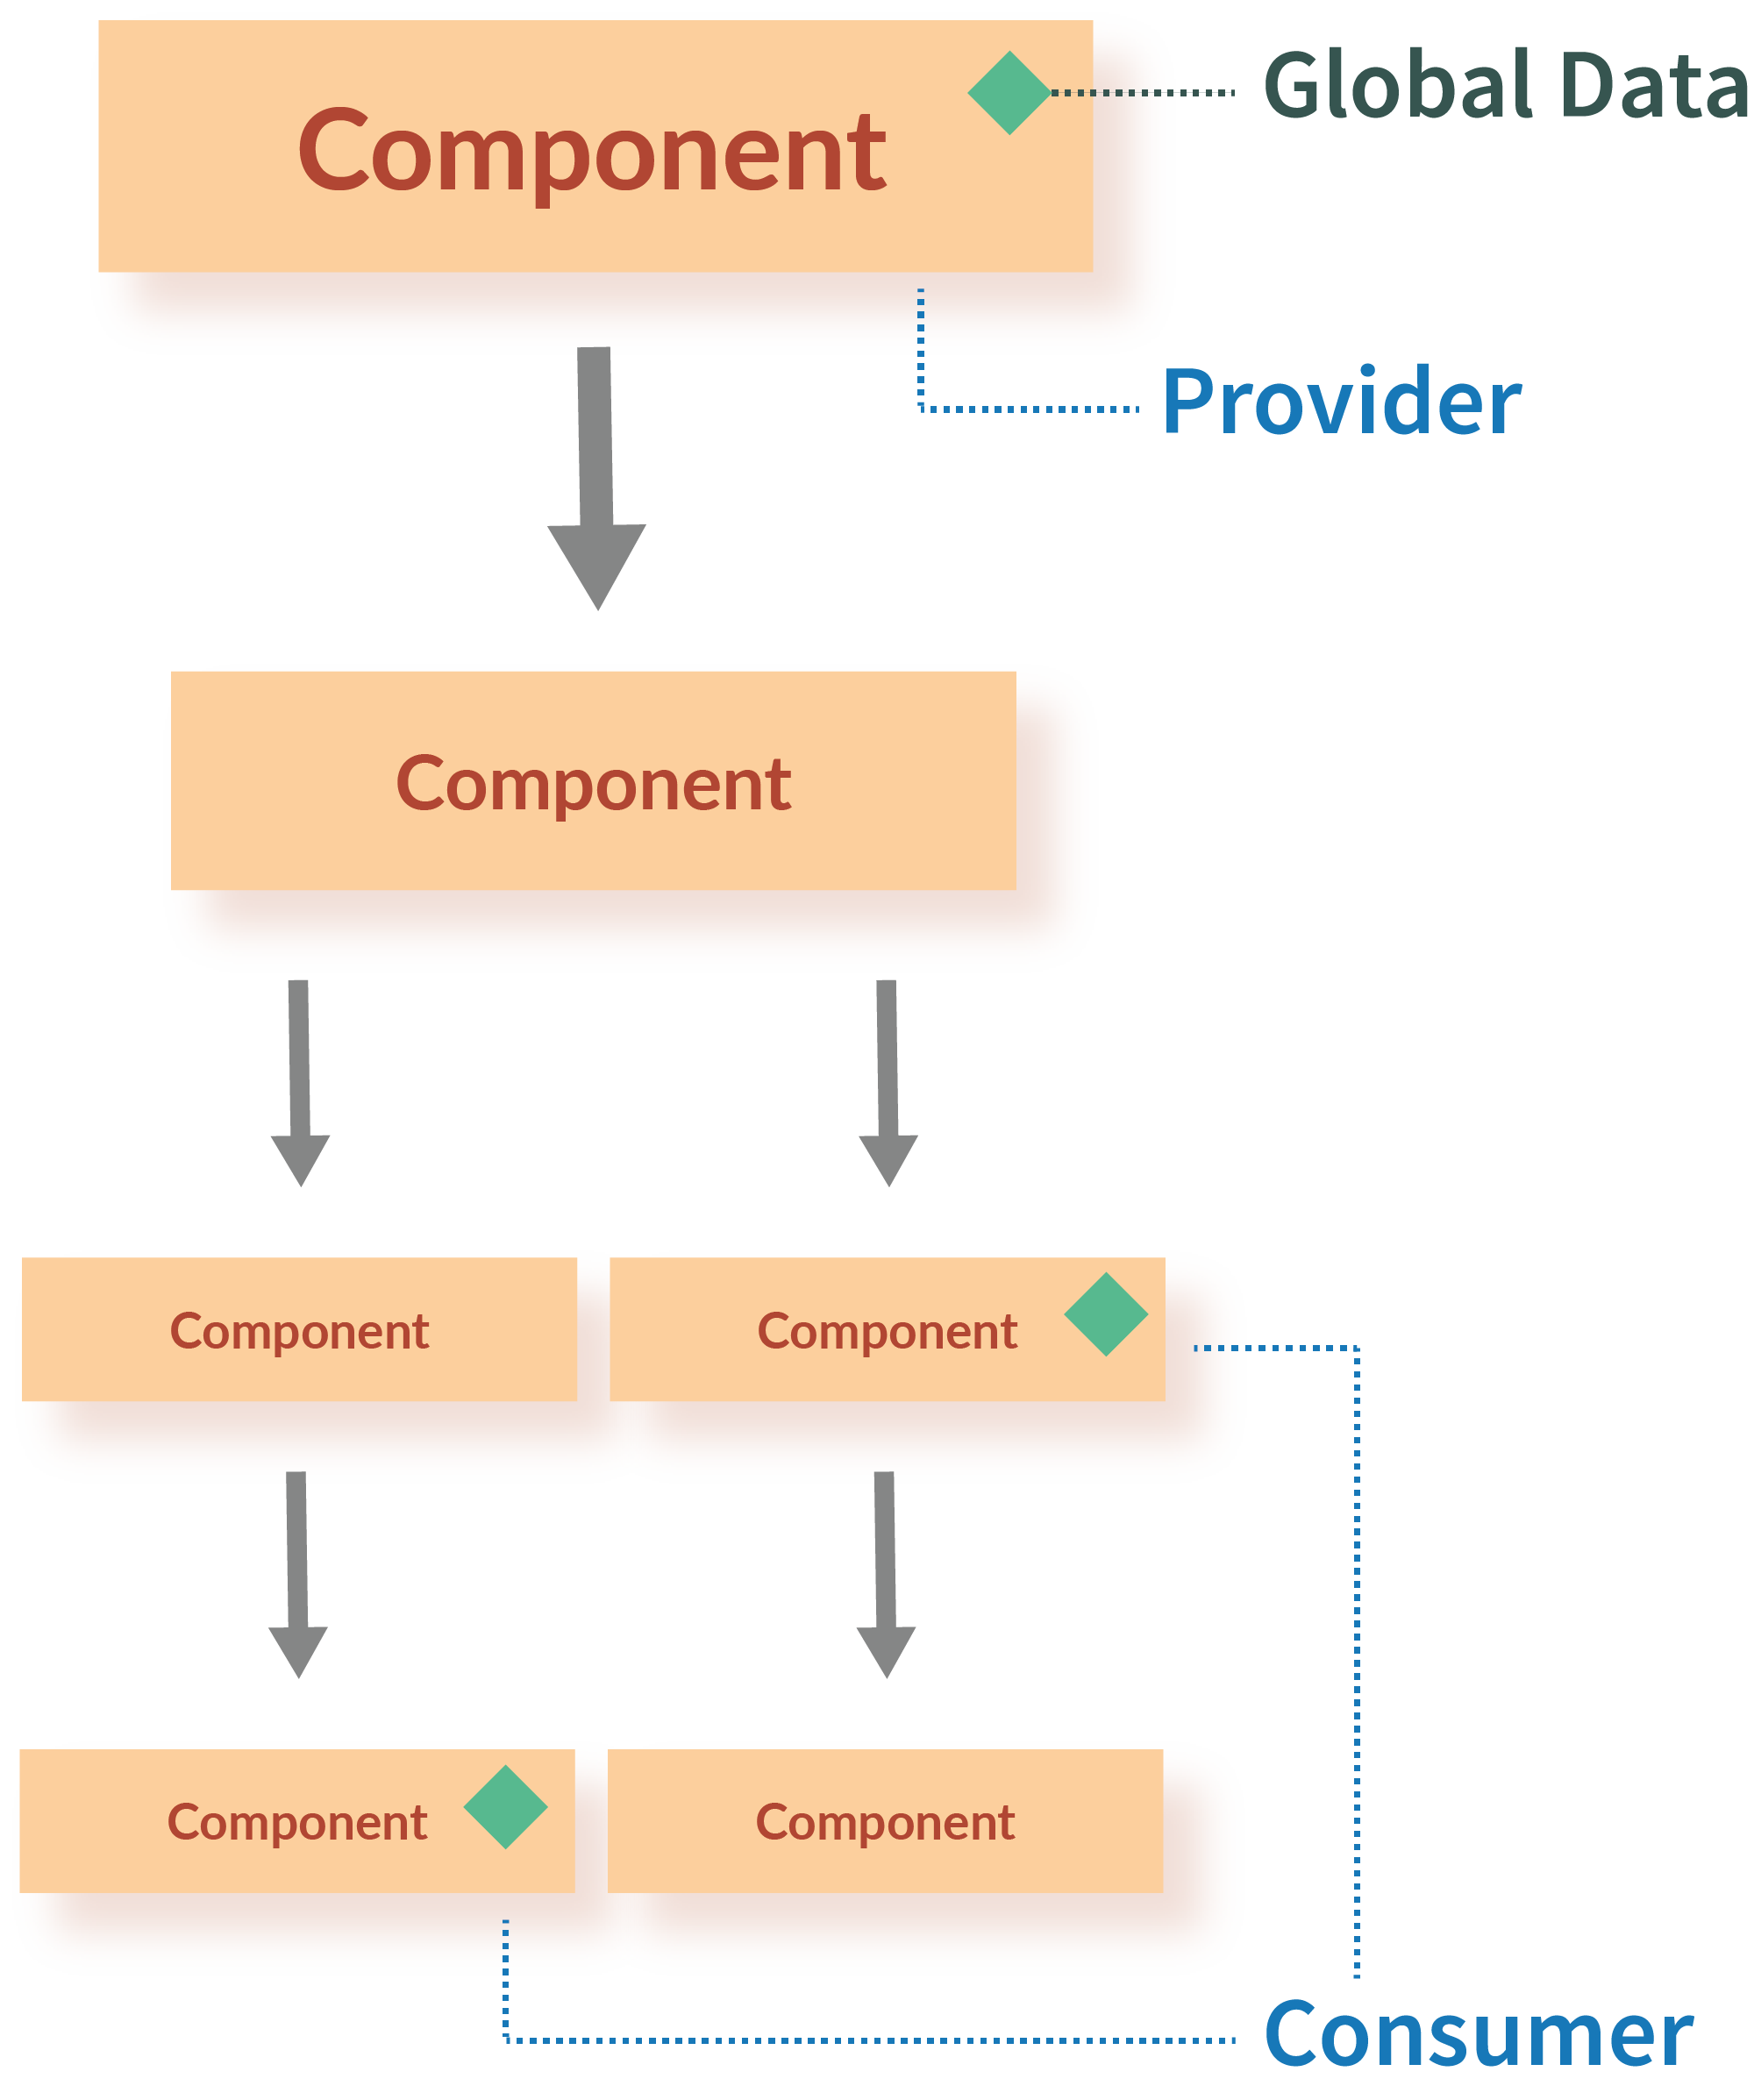 Global Data
Component
Provider
Component
Component
Component
Component
Component
Consumer